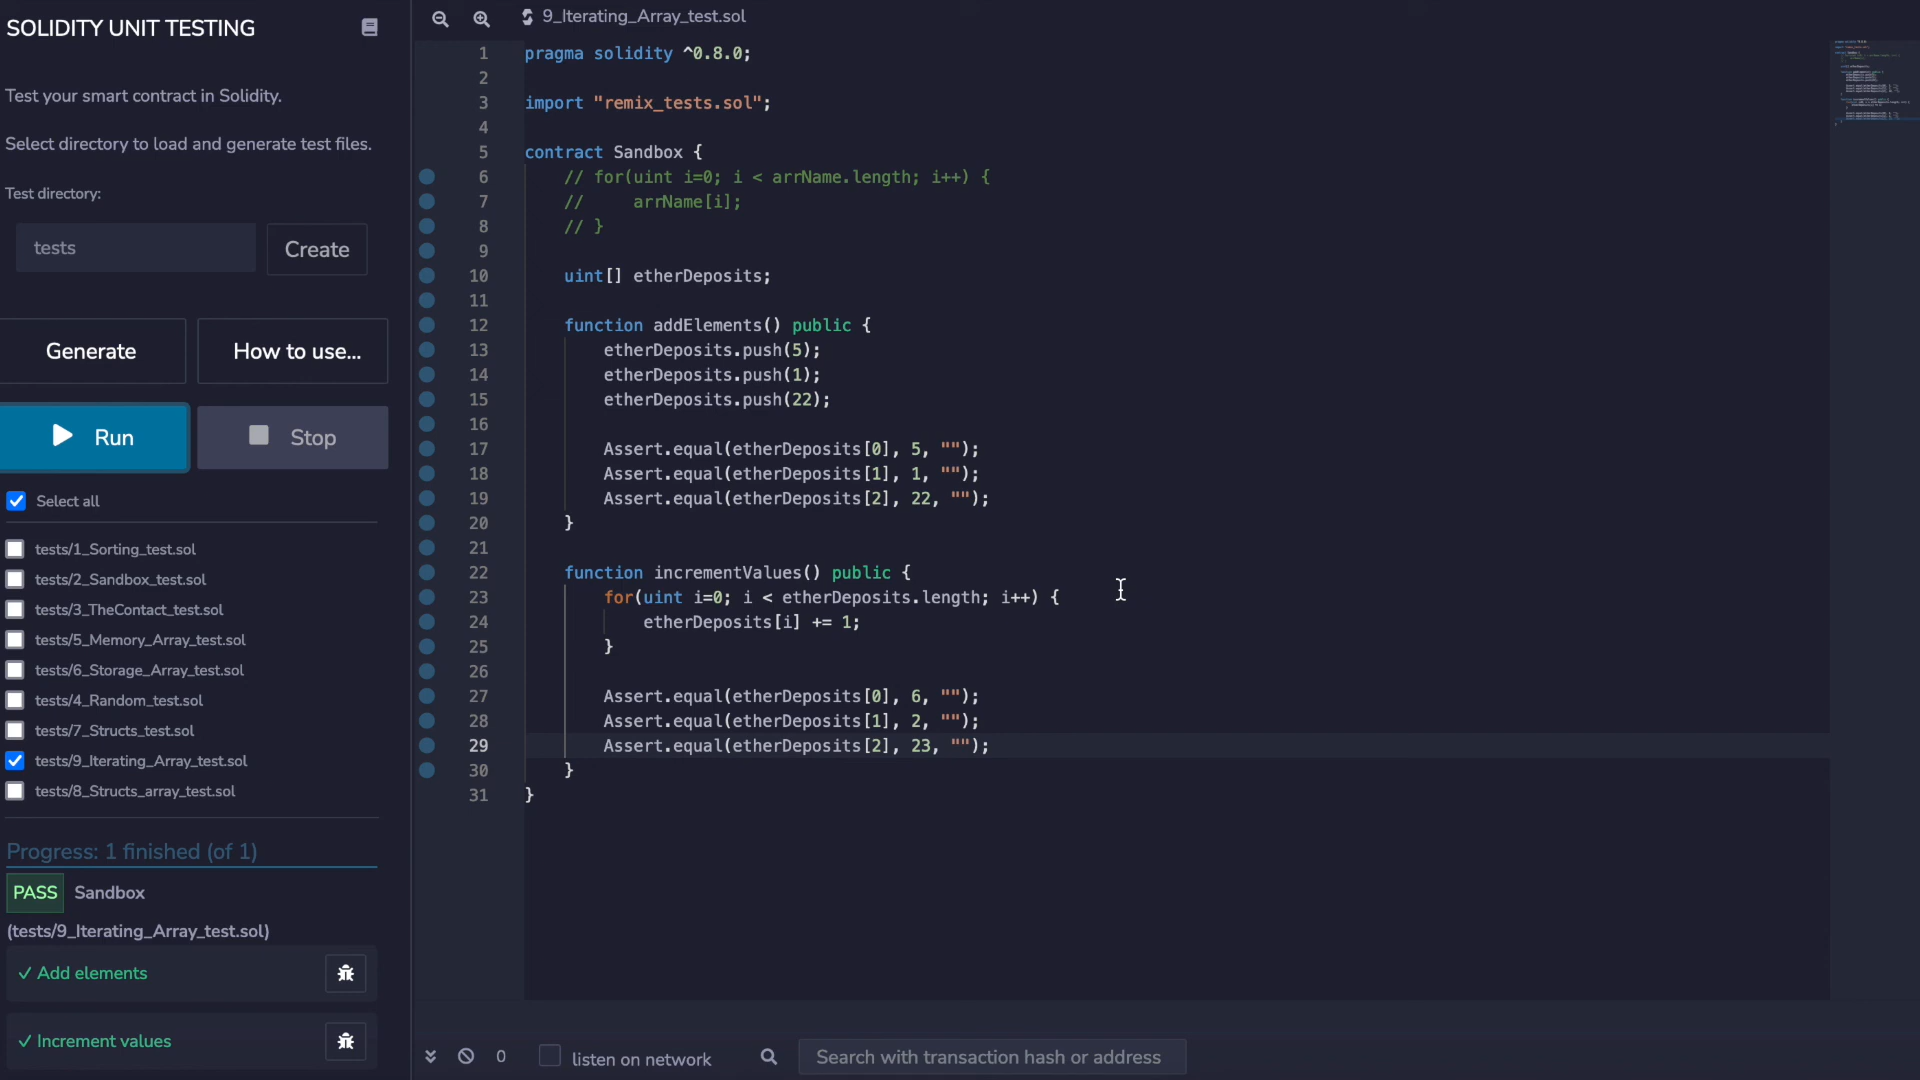 SOLIDITY UNIT TESTING
Test your smart contract in Solidity.
Select directory to load and generate test files.
Test directory:
tests
Create
Generate
How to use...
Run
Stop
Select all
tests/1_Sorting_test.sol
tests/2_Sandbox_test.sol
tests/3_TheContact_test.sol
tests/5_Memory_Array_test.sol
tests/6_Storage_Array_test.sol
tests/4_Random_test.sol
tests/7_Structs_test.sol
tests/9_Iterating_Array_test.sol
tests/8_Structs_array_test.sol
Progress: 1 finished (of 1)
PASS Sandbox
(tests/9_Iterating_Array_test.sol)
✓ Add elements
✓ Increment values
9_Iterating_Array_test.sol
1 pragma solidity ^0.8.0;
2
3 import "remix_tests.sol";
4
5 contract Sandbox {
6 // for(uint i=0; i < arrName.length; i++) {
7 // arrName[i];
8 // }
9
10 uint[] etherDeposits;
11
12 function addElements() public {
13 etherDeposits.push(5);
14 etherDeposits.push(1);
15 etherDeposits.push(22);
16
17 Assert.equal(etherDeposits[0], 5, "");
18 Assert.equal(etherDeposits[1], 1, "");
19 Assert.equal(etherDeposits[2], 22, "");
20 }
21
22 function incrementValues() public {
23 for(uint i=0; i < etherDeposits.length; i++) {
24 etherDeposits[i] += 1;
25 }
26
27 Assert.equal(etherDeposits[0], 6, "");
28 Assert.equal(etherDeposits[1], 2, "");
29 Assert.equal(etherDeposits[2], 23, "");
30 }
31 }
0
listen on network
Search with transaction hash or address